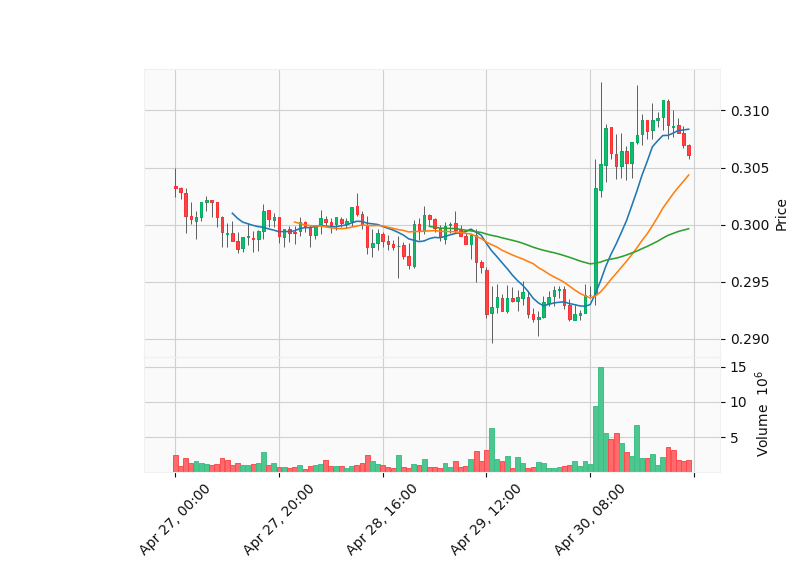 0.310
0.305
0.300
0.295
0.290
Price
15
10
5
Volume 10^6
Apr 27, 00:00
Apr 27, 20:00
Apr 28, 16:00
Apr 29, 12:00
Apr 30, 08:00